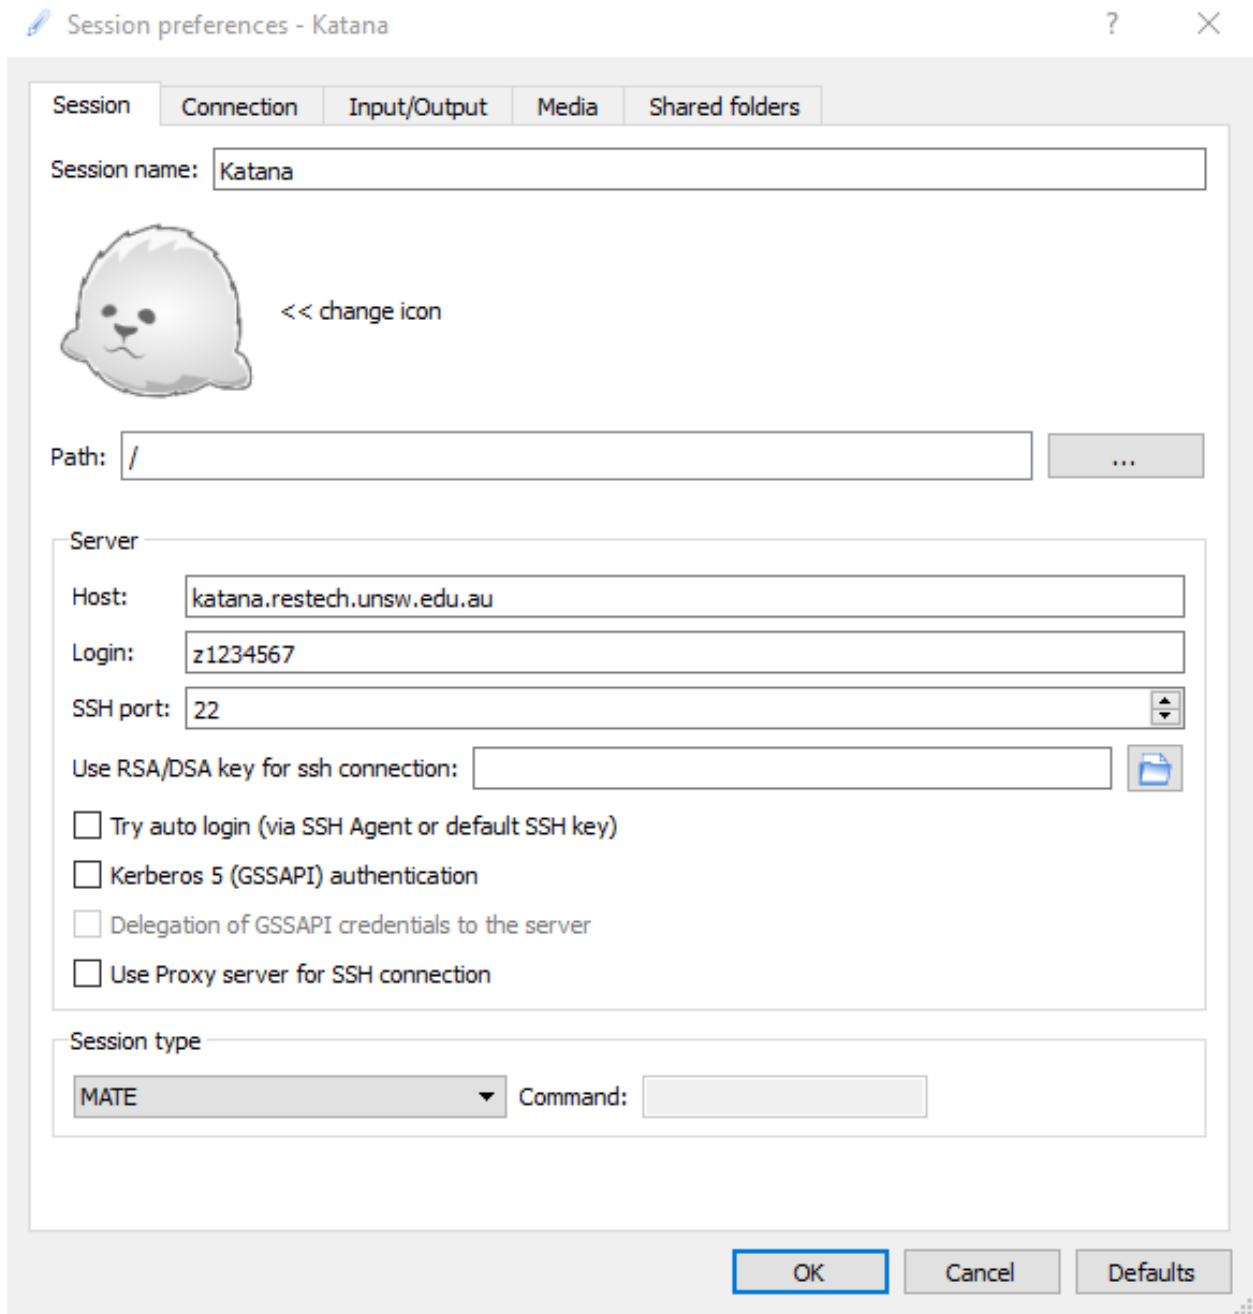 Session preferences - Katana ?
Session Connection Input/Output Media Shared folders
Session name: Katana
<< change icon
Path: / ...
Server
Host: katana.restech.unsw.edu.au
Login: z1234567
SSH port: 22
Use RSA/DSA key for ssh connection:
Try auto login (via SSH Agent or default SSH key)
Kerberos 5 (GSSAPI) authentication
Delegation of GSSAPI credentials to the server
Use Proxy server for SSH connection
Session type
MATE Command:
OK Cancel Defaults